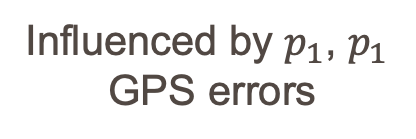 Influenced by 𝑝₁, 𝑝₁
GPS errors